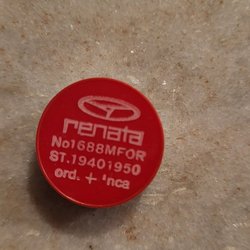 renata
No1688MFOR
ST.19401950
ord. + 'nca